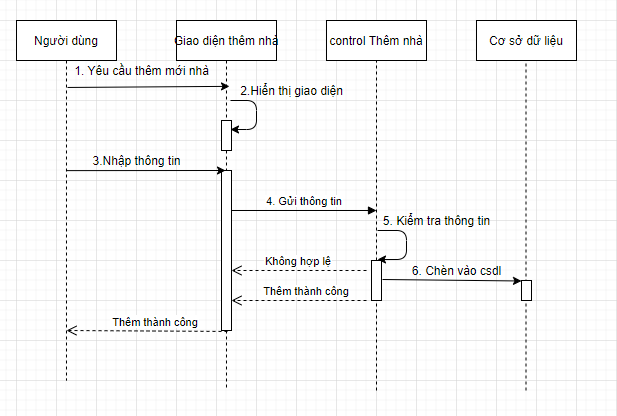 Người dùng
Giao diện thêm nhà
control Thêm nhà
Cơ sở dữ liệu
1. Yêu cầu thêm mới nhà
2.Hiển thị giao diện
3.Nhập thông tin
4. Gửi thông tin
5. Kiểm tra thông tin
Không hợp lệ
6. Chèn vào csdl
Thêm thành công
Thêm thành công